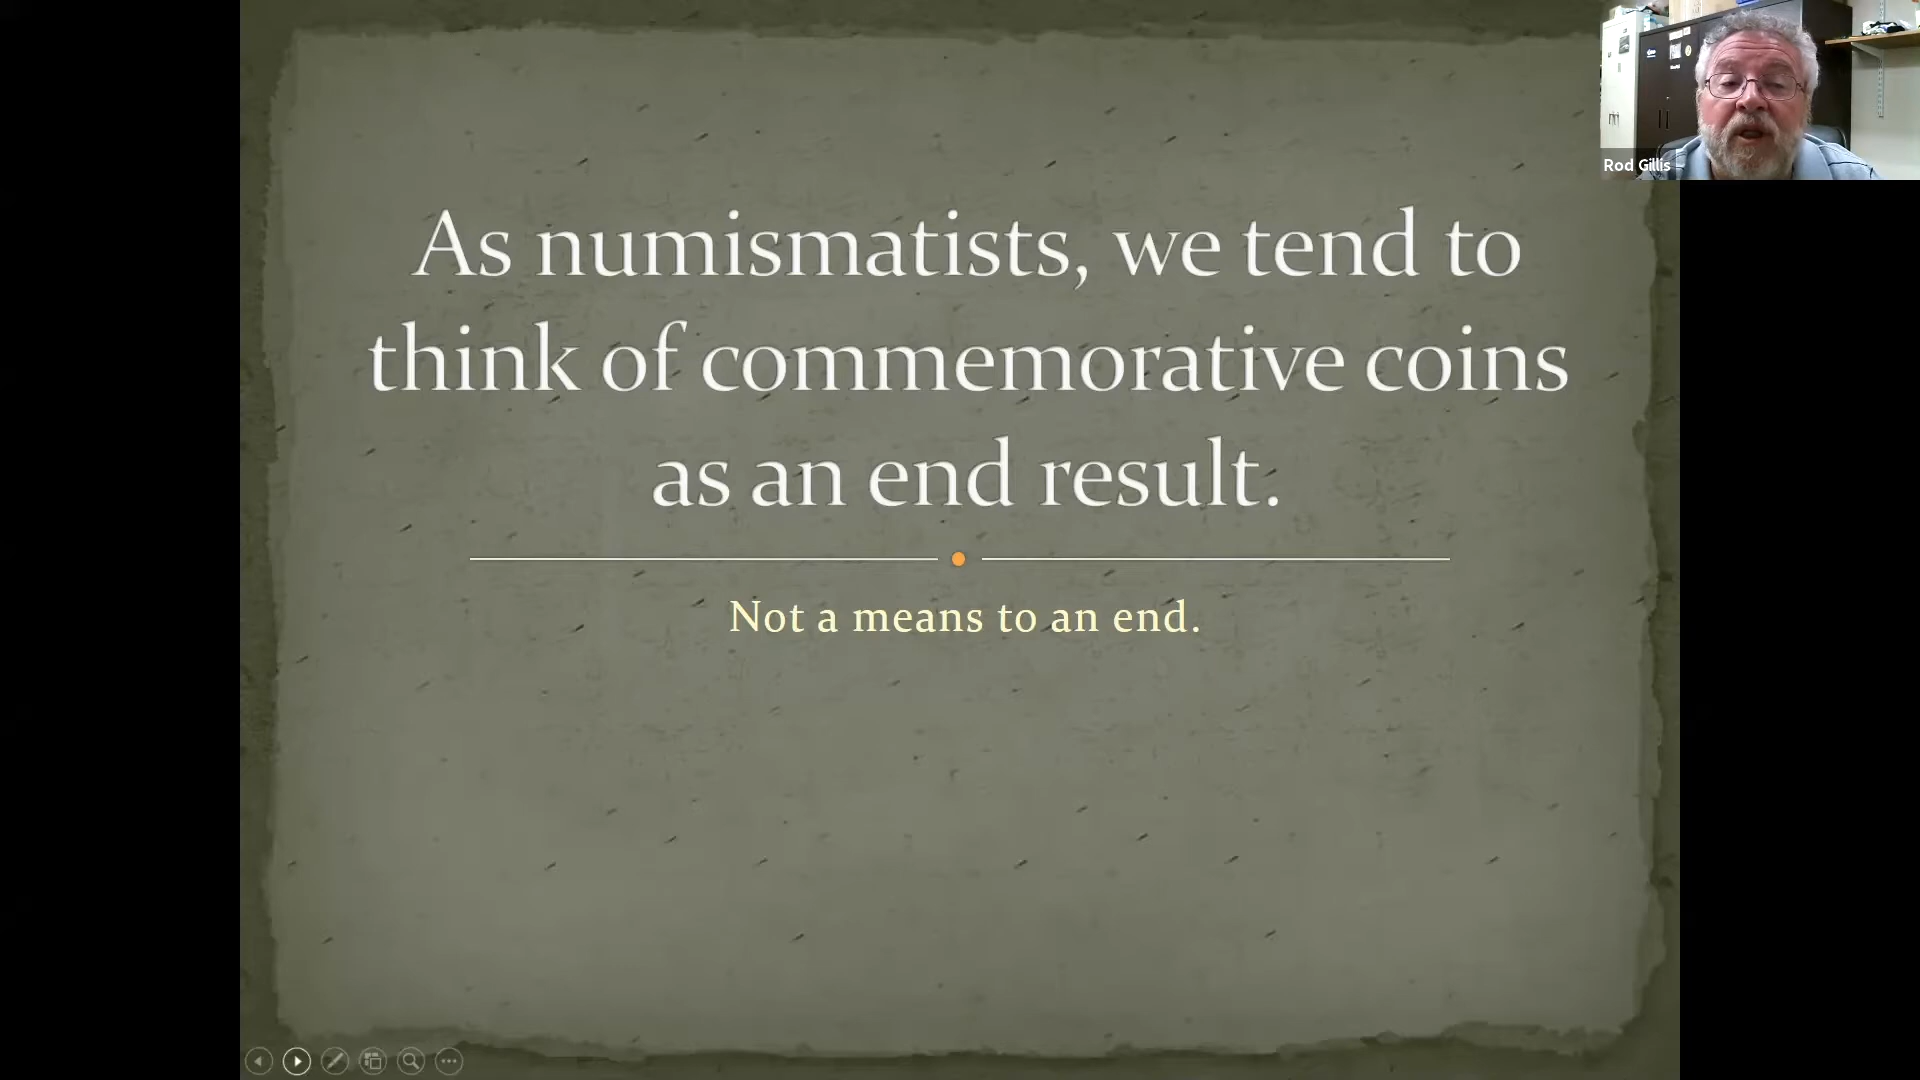 As numismatists, we tend to
think of commemorative coins
as an end result.
Not a means to an end.
Rod Gillis